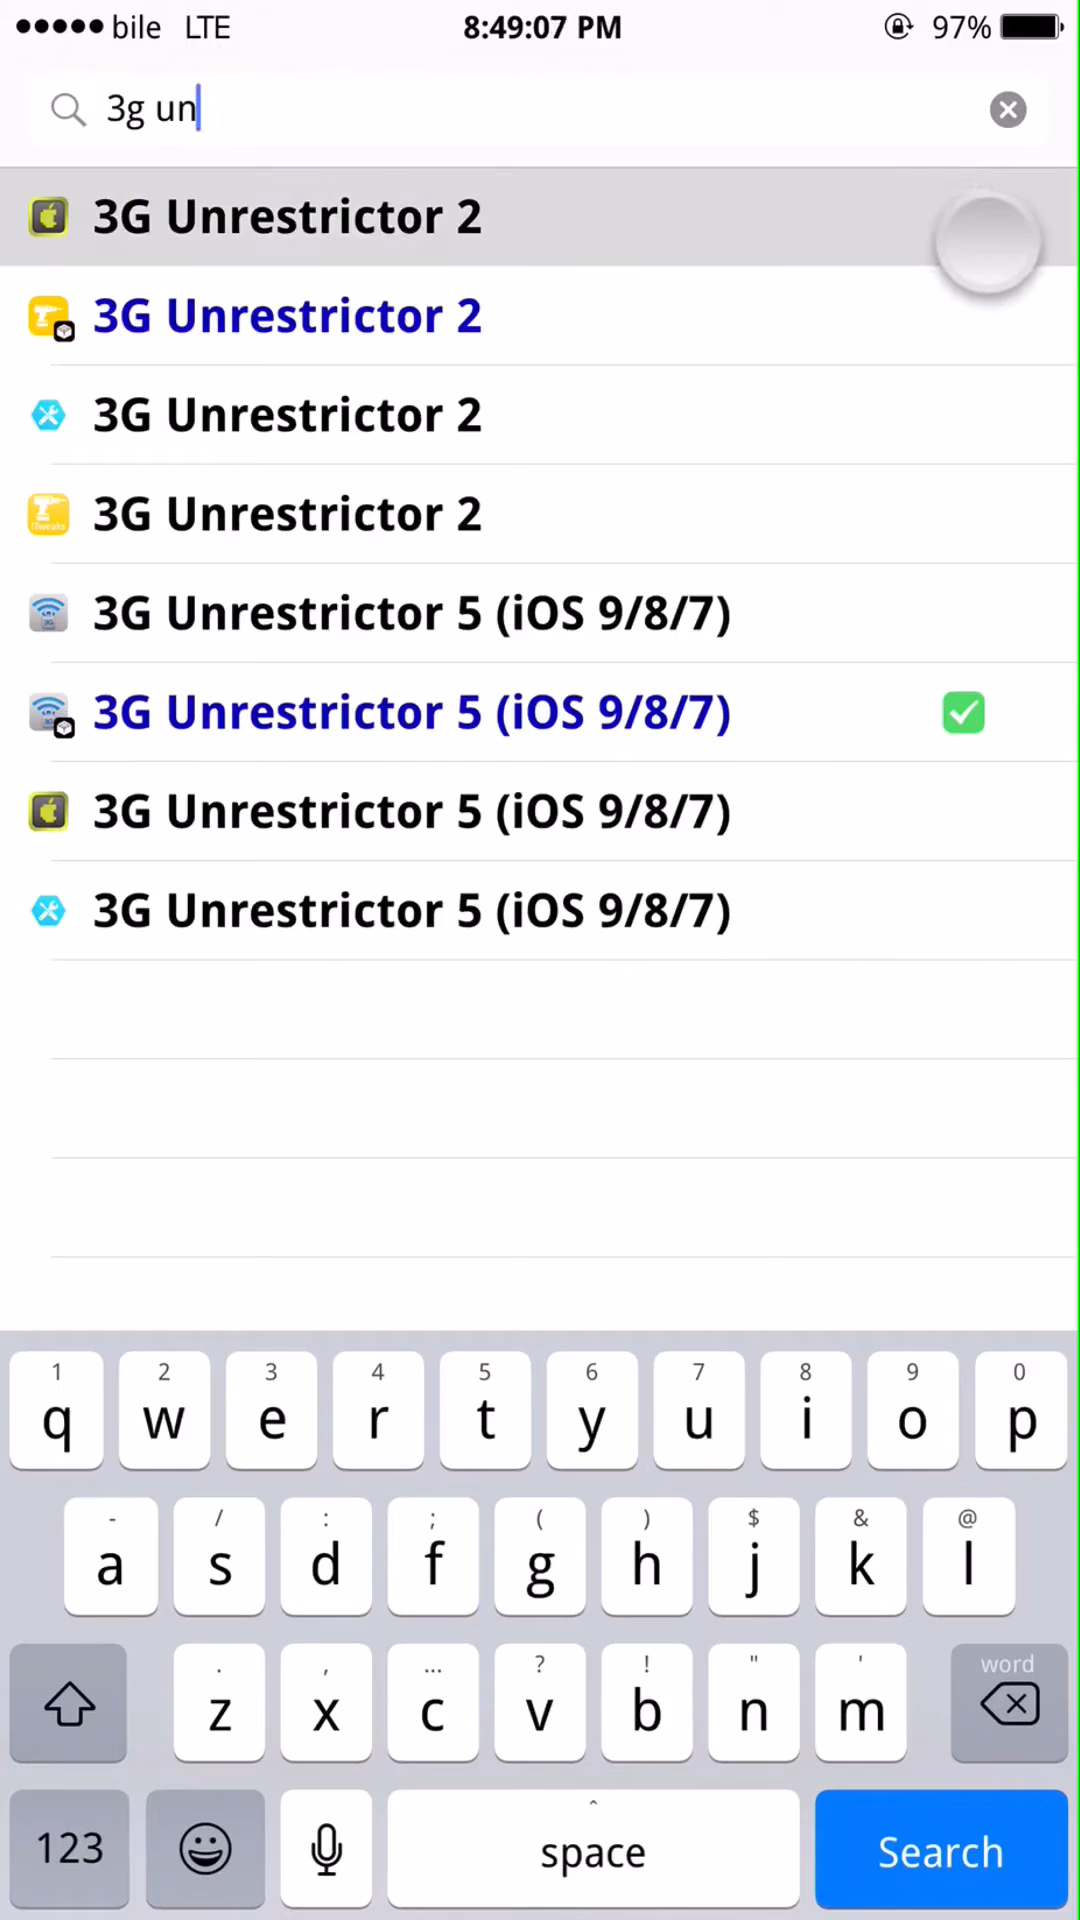 bile LTE 8:49:07 PM 97%
3g un
3G Unrestrictor 2
3G Unrestrictor 2
3G Unrestrictor 2
iTweaks
3G Unrestrictor 2
3G Unrestrictor 5 (iOS 9/8/7)
3G Unrestrictor 5 (iOS 9/8/7)
3G Unrestrictor 5 (iOS 9/8/7)
3G Unrestrictor 5 (iOS 9/8/7)
1 2 3 4 5 6 7 8 9 0
q w e r t y u i o p
- / : ; ( ) $ & @
a s d f g h j k l
. , ... ? ! " ' word
z x c v b n m
^
123 space Search